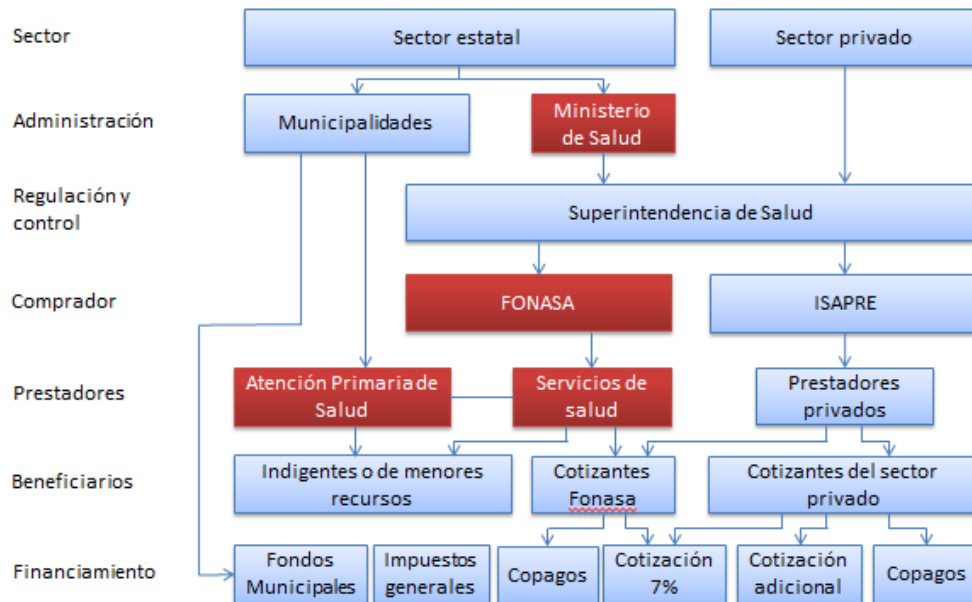 Sector
Sector estatal
Sector privado
Administración
Municipalidades
Ministerio
de Salud
Regulación y
control
Superintendencia de Salud
Comprador
FONASA
ISAPRE
Prestadores
Atención Primaria de
Salud
Servicios de
salud
Prestadores
privados
Beneficiarios
Indigentes o de menores
recursos
Cotizantes
Fonasa
Cotizantes del sector
privado
Financiamiento
Fondos
Municipales
Impuestos
generales
Copagos
Cotización
7%
Cotización
adicional
Copagos